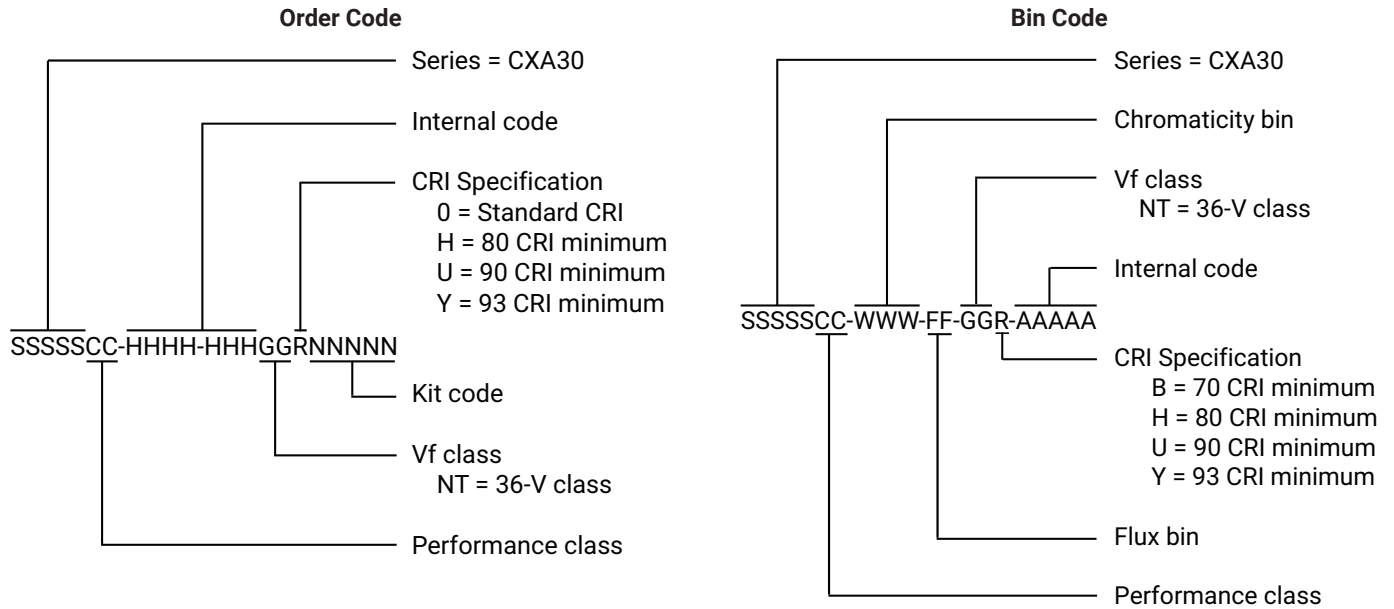 Order Code
Series = CXA30
Internal code
CRI Specification
0 = Standard CRI
H = 80 CRI minimum
U = 90 CRI minimum
Y = 93 CRI minimum
SSSSSCC-HHHH-HHHGGRNNNNN
Kit code
Vf class
NT = 36-V class
Performance class
Bin Code
Series = CXA30
Chromaticity bin
Vf class
NT = 36-V class
Internal code
SSSSSCC-WWW-FF-GGR-AAAAA
CRI Specification
B = 70 CRI minimum
H = 80 CRI minimum
U = 90 CRI minimum
Y = 93 CRI minimum
Flux bin
Performance class